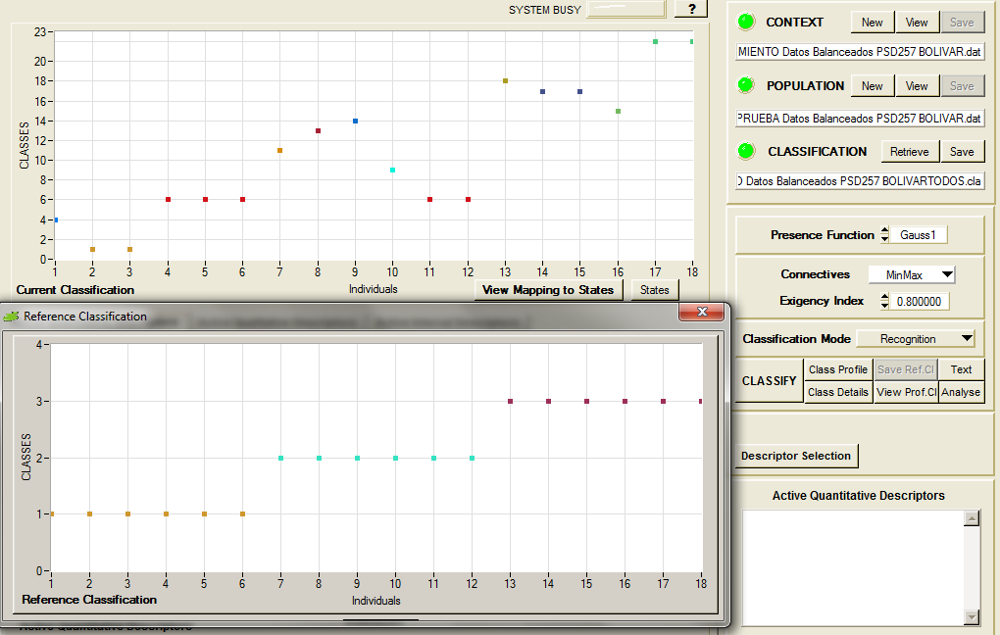 SYSTEM BUSY
?
CLASSES
23
20
18
16
14
12
10
8
6
4
2
0
1 2 3 4 5 6 7 8 9 10 11 12 13 14 15 16 17 18
Current Classification
Individuals
View Mapping to States
States
Reference Classification
CLASSES
4
3
2
1
0
1 2 3 4 5 6 7 8 9 10 11 12 13 14 15 16 17 18
Reference Classification
Individuals
CONTEXT New View Save
MIENTO Datos Balanceados PSD257 BOLIVAR.dat
POPULATION New View Save
PRUEBA Datos Balanceados PSD257 BOLIVAR.dat
CLASSIFICATION Retrieve Save
O Datos Balanceados PSD257 BOLIVARTODOS.cla
Presence Function Gauss1
Connectives MinMax
Exigency Index 0.800000
Classification Mode Recognition
CLASSIFY
Class Profile Save Ref.Cl Text
Class Details View Prof.Cl Analyse
Descriptor Selection
Active Quantitative Descriptors